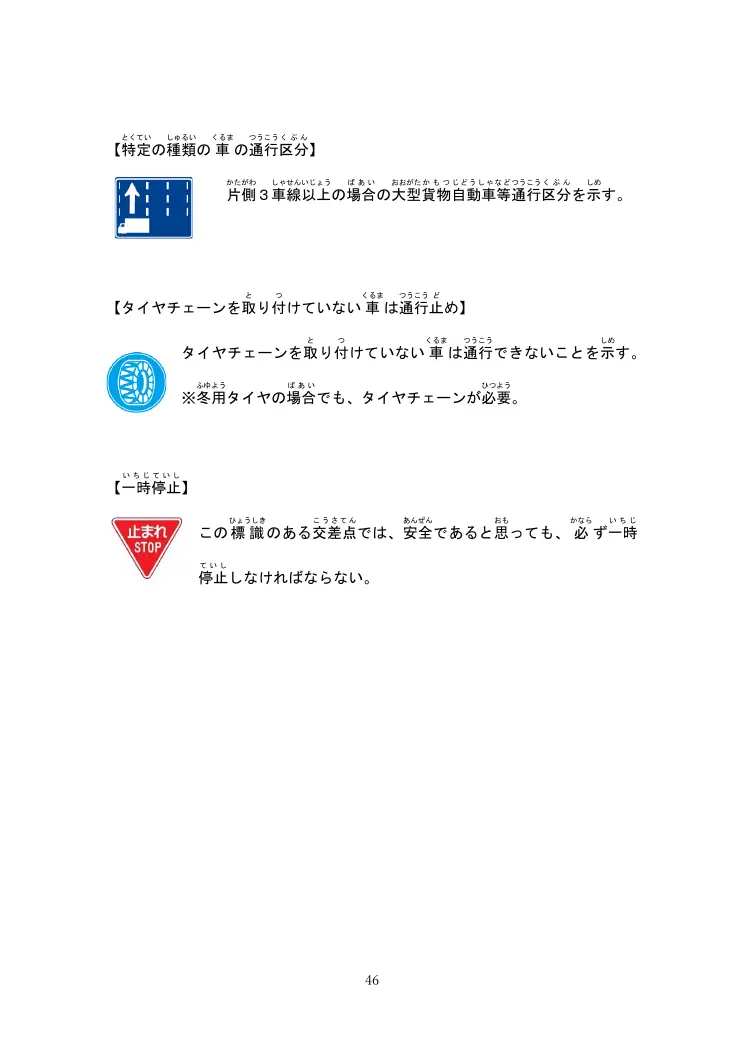 【特定の種類の車の通行区分】
片側３車線以上の場合の大型貨物自動車等通行区分を示す。
【タイヤチェーンを取り付けていない車は通行止め】
タイヤチェーンを取り付けていない車は通行できないことを示す。
※冬用タイヤの場合でも、タイヤチェーンが必要。
【一時停止】
止まれ
STOP
この標識のある交差点では、安全であると思っても、必ず一時
停止しなければならない。
46